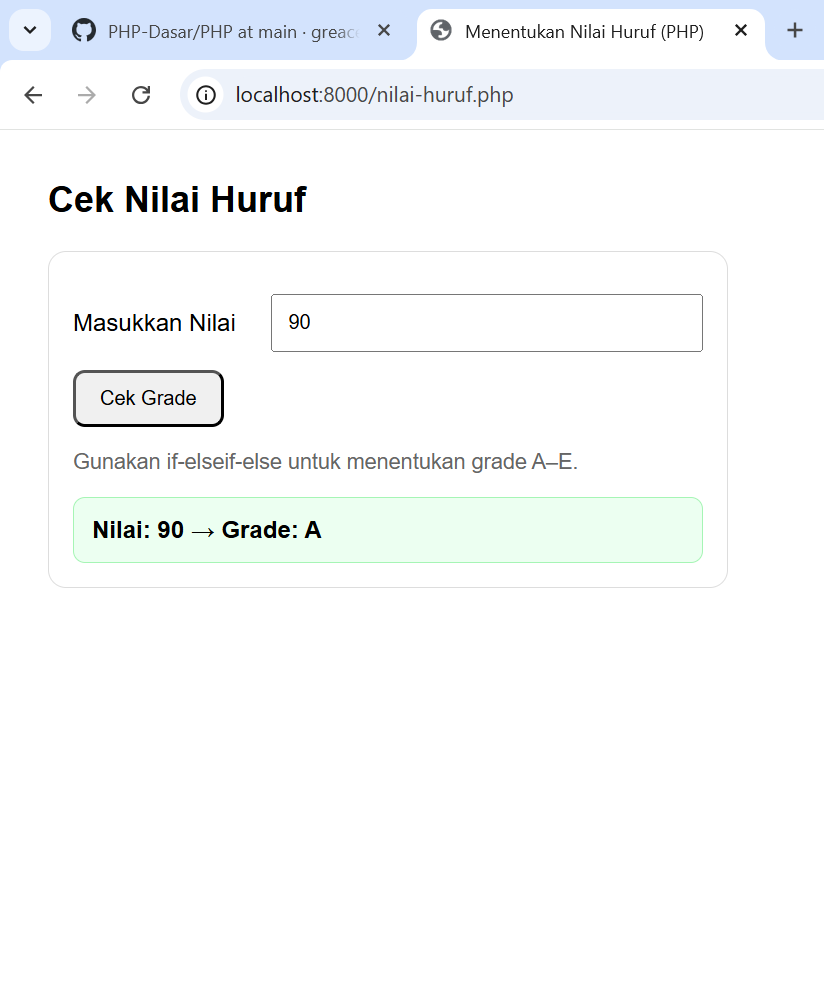 PHP-Dasar/PHP at main · greac
Menentukan Nilai Huruf (PHP)
localhost:8000/nilai-huruf.php
Cek Nilai Huruf
Masukkan Nilai
90
Cek Grade
Gunakan if-elseif-else untuk menentukan grade A–E.
Nilai: 90 → Grade: A